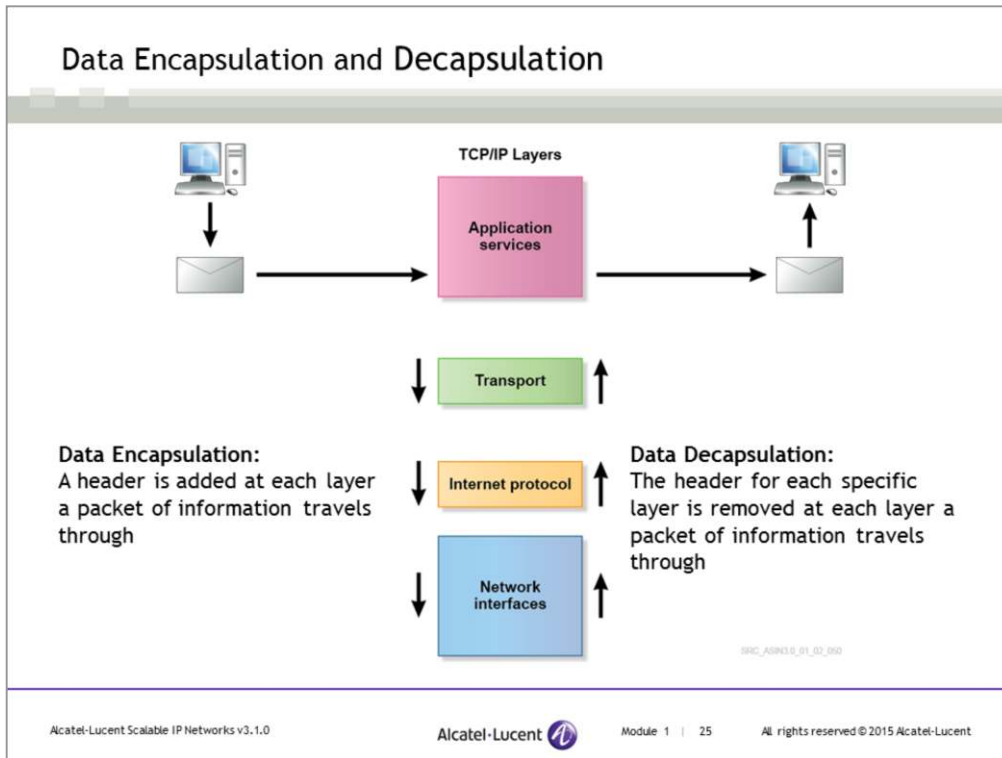 Data Encapsulation and Decapsulation
TCP/IP Layers
Application
services
Transport
Data Encapsulation:
A header is added at each layer
a packet of information travels
through
Internet protocol
Data Decapsulation:
The header for each specific
layer is removed at each layer a
packet of information travels
through
Network
interfaces
SRC_ASIN3.0_01_02_050
Alcatel-Lucent Scalable IP Networks v3.1.0
Alcatel·Lucent
Module 1 | 25
All rights reserved © 2015 Alcatel-Lucent